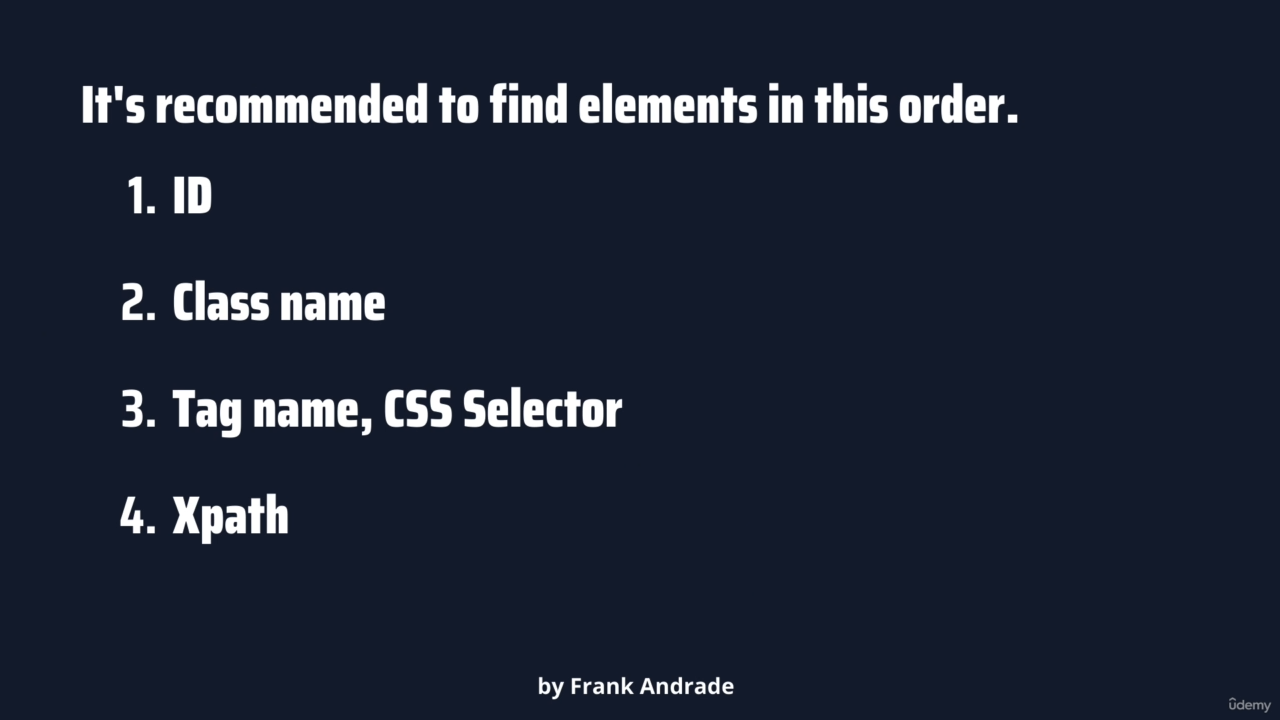 It's recommended to find elements in this order.
1. ID
2. Class name
3. Tag name, CSS Selector
4. Xpath
by Frank Andrade
ûdemy